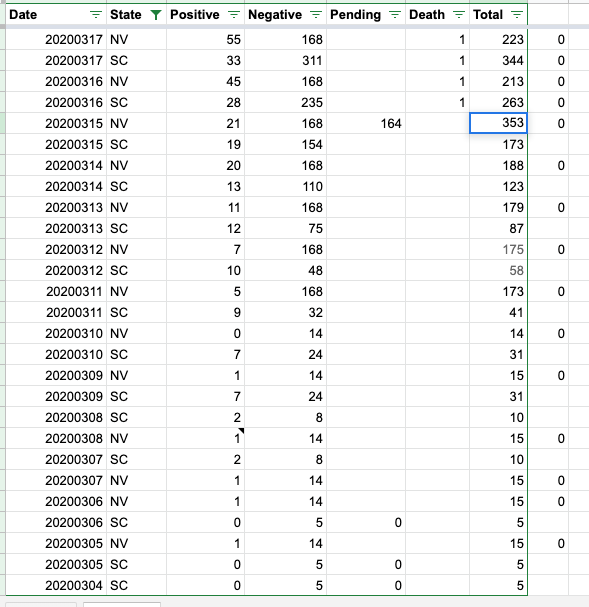 Date State Positive Negative Pending Death Total
20200317 NV 55 168 1 223 0
20200317 SC 33 311 1 344 0
20200316 NV 45 168 1 213 0
20200316 SC 28 235 1 263 0
20200315 NV 21 168 164 353 0
20200315 SC 19 154 173
20200314 NV 20 168 188 0
20200314 SC 13 110 123
20200313 NV 11 168 179 0
20200313 SC 12 75 87
20200312 NV 7 168 175 0
20200312 SC 10 48 58
20200311 NV 5 168 173 0
20200311 SC 9 32 41
20200310 NV 0 14 14 0
20200310 SC 7 24 31
20200309 NV 1 14 15 0
20200309 SC 7 24 31
20200308 SC 2 8 10
20200308 NV 1 14 15 0
20200307 SC 2 8 10
20200307 NV 1 14 15 0
20200306 NV 1 14 15 0
20200306 SC 0 5 0 5
20200305 NV 1 14 15 0
20200305 SC 0 5 0 5
20200304 SC 0 5 0 5